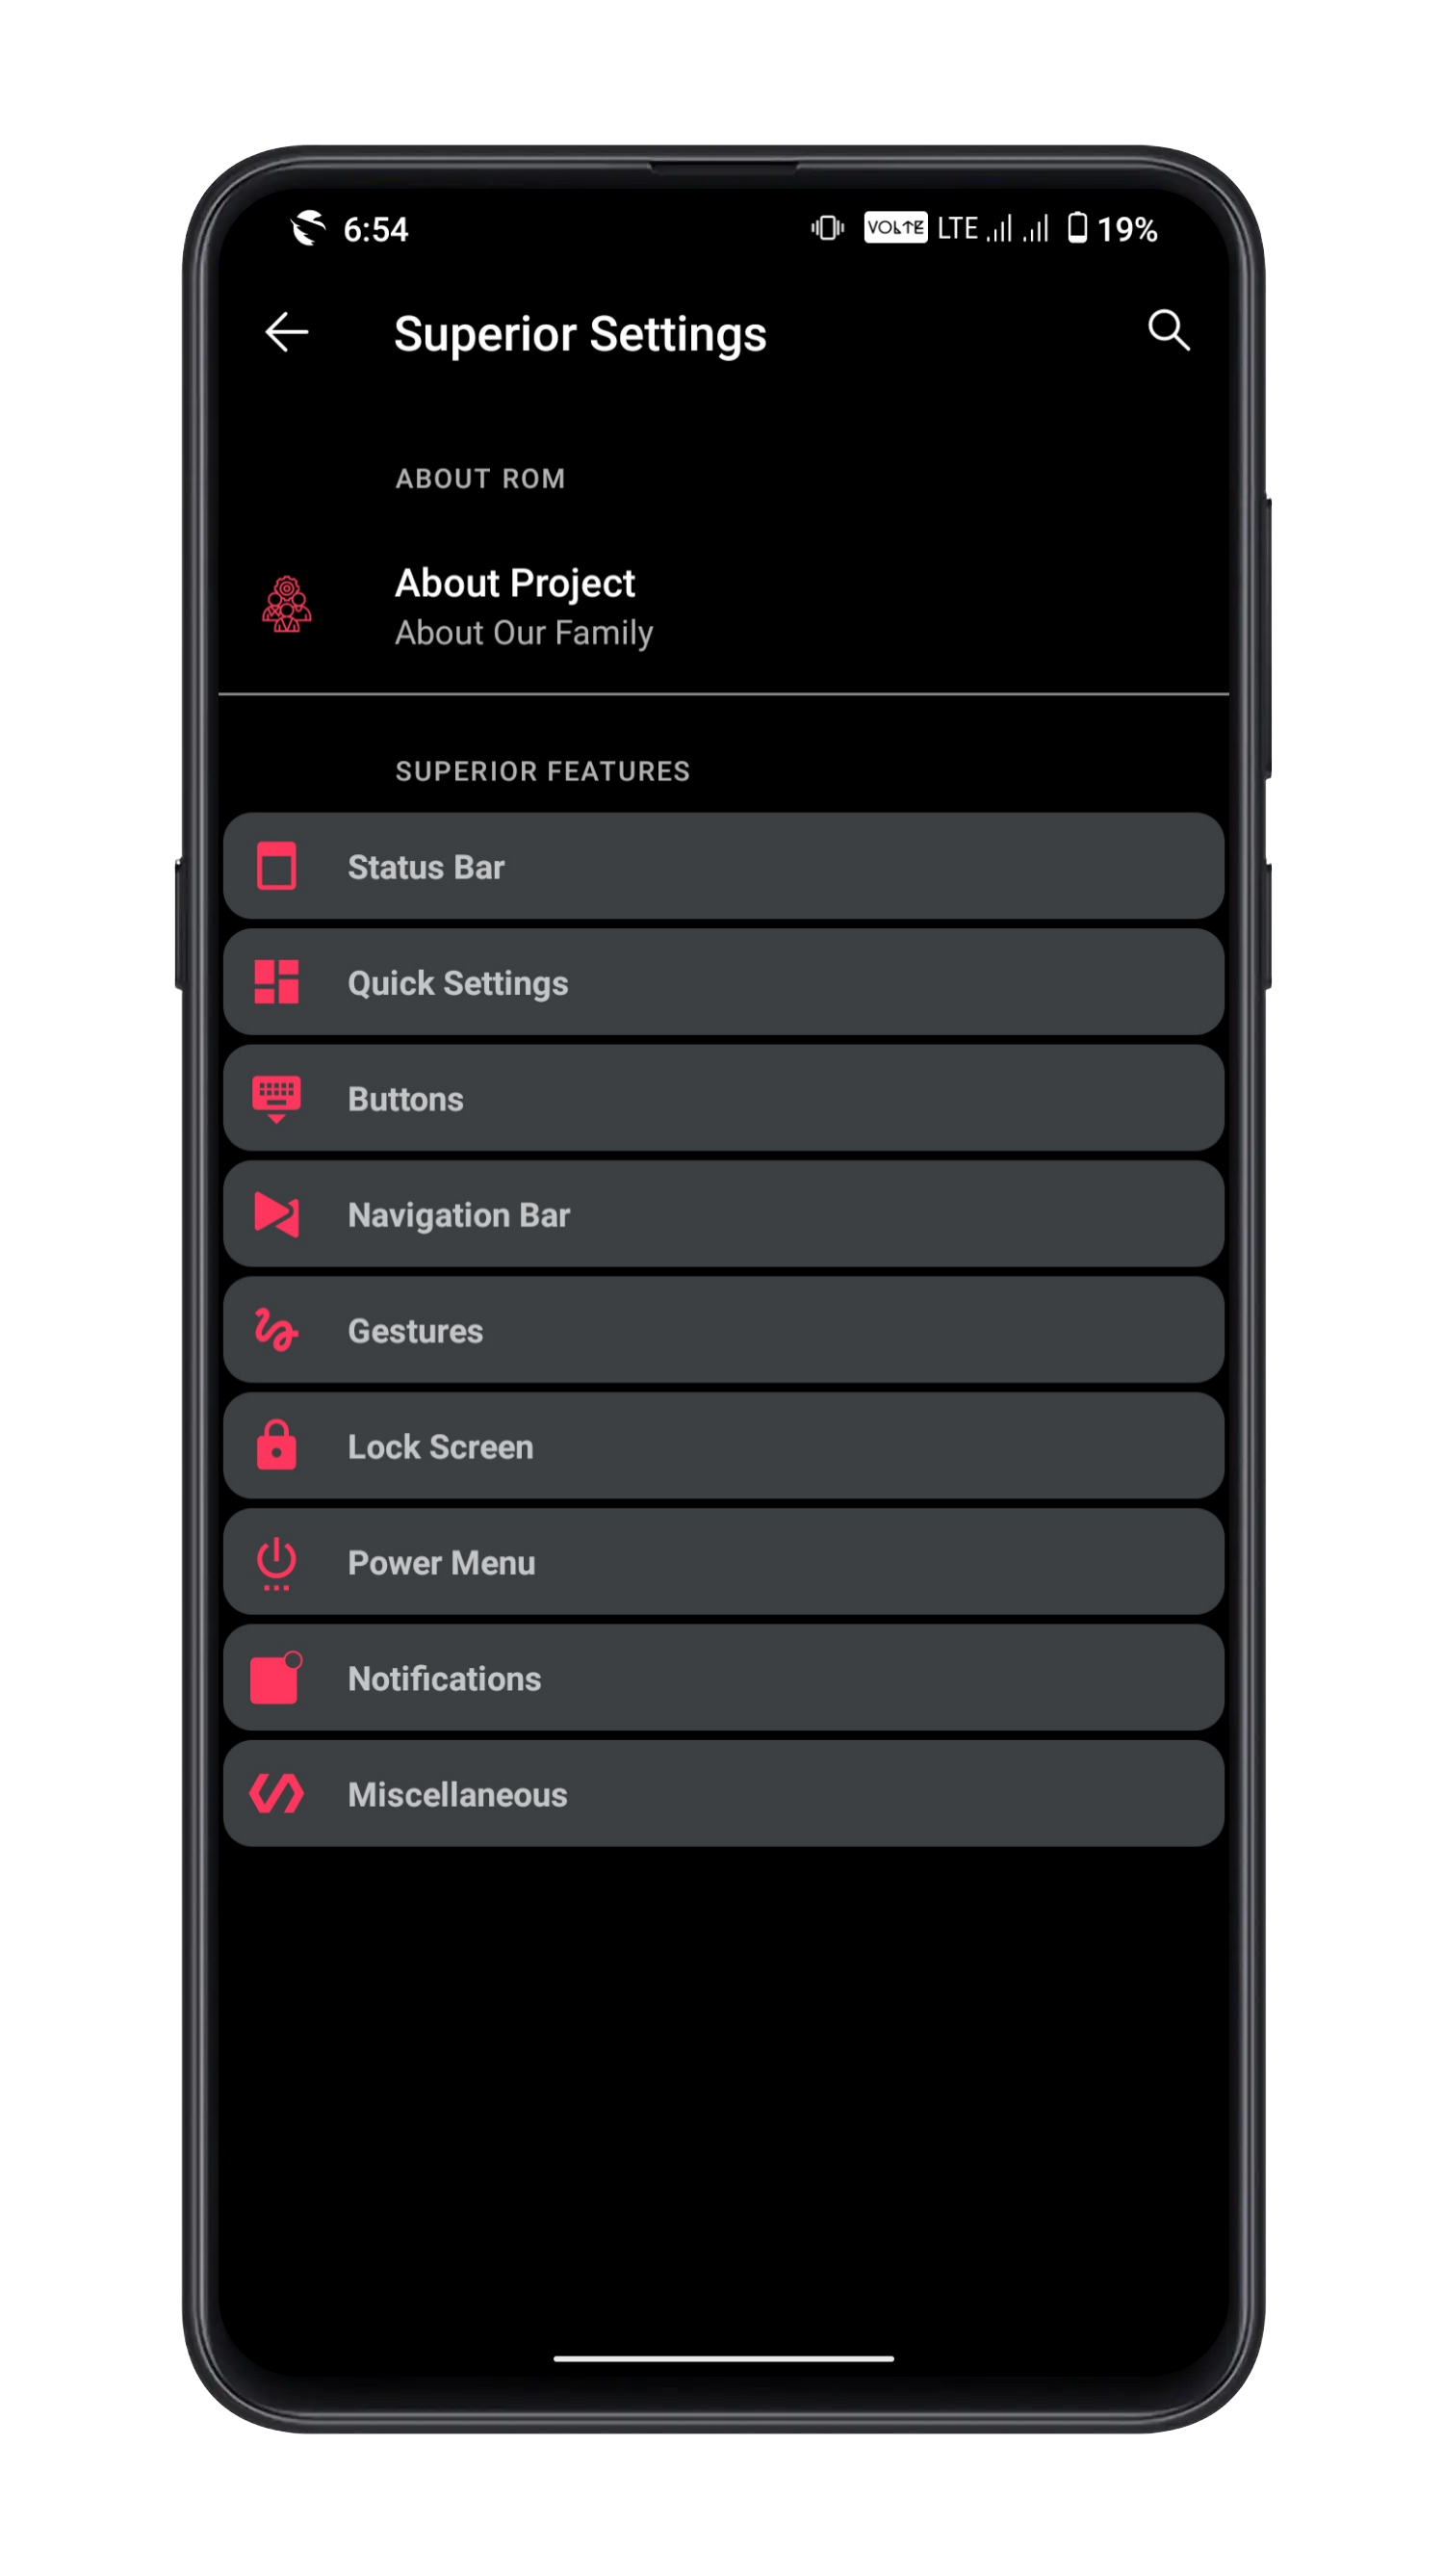 6:54 VOLTE LTE 19%
Superior Settings
ABOUT ROM
About Project
About Our Family
SUPERIOR FEATURES
Status Bar
Quick Settings
Buttons
Navigation Bar
Gestures
Lock Screen
Power Menu
Notifications
Miscellaneous